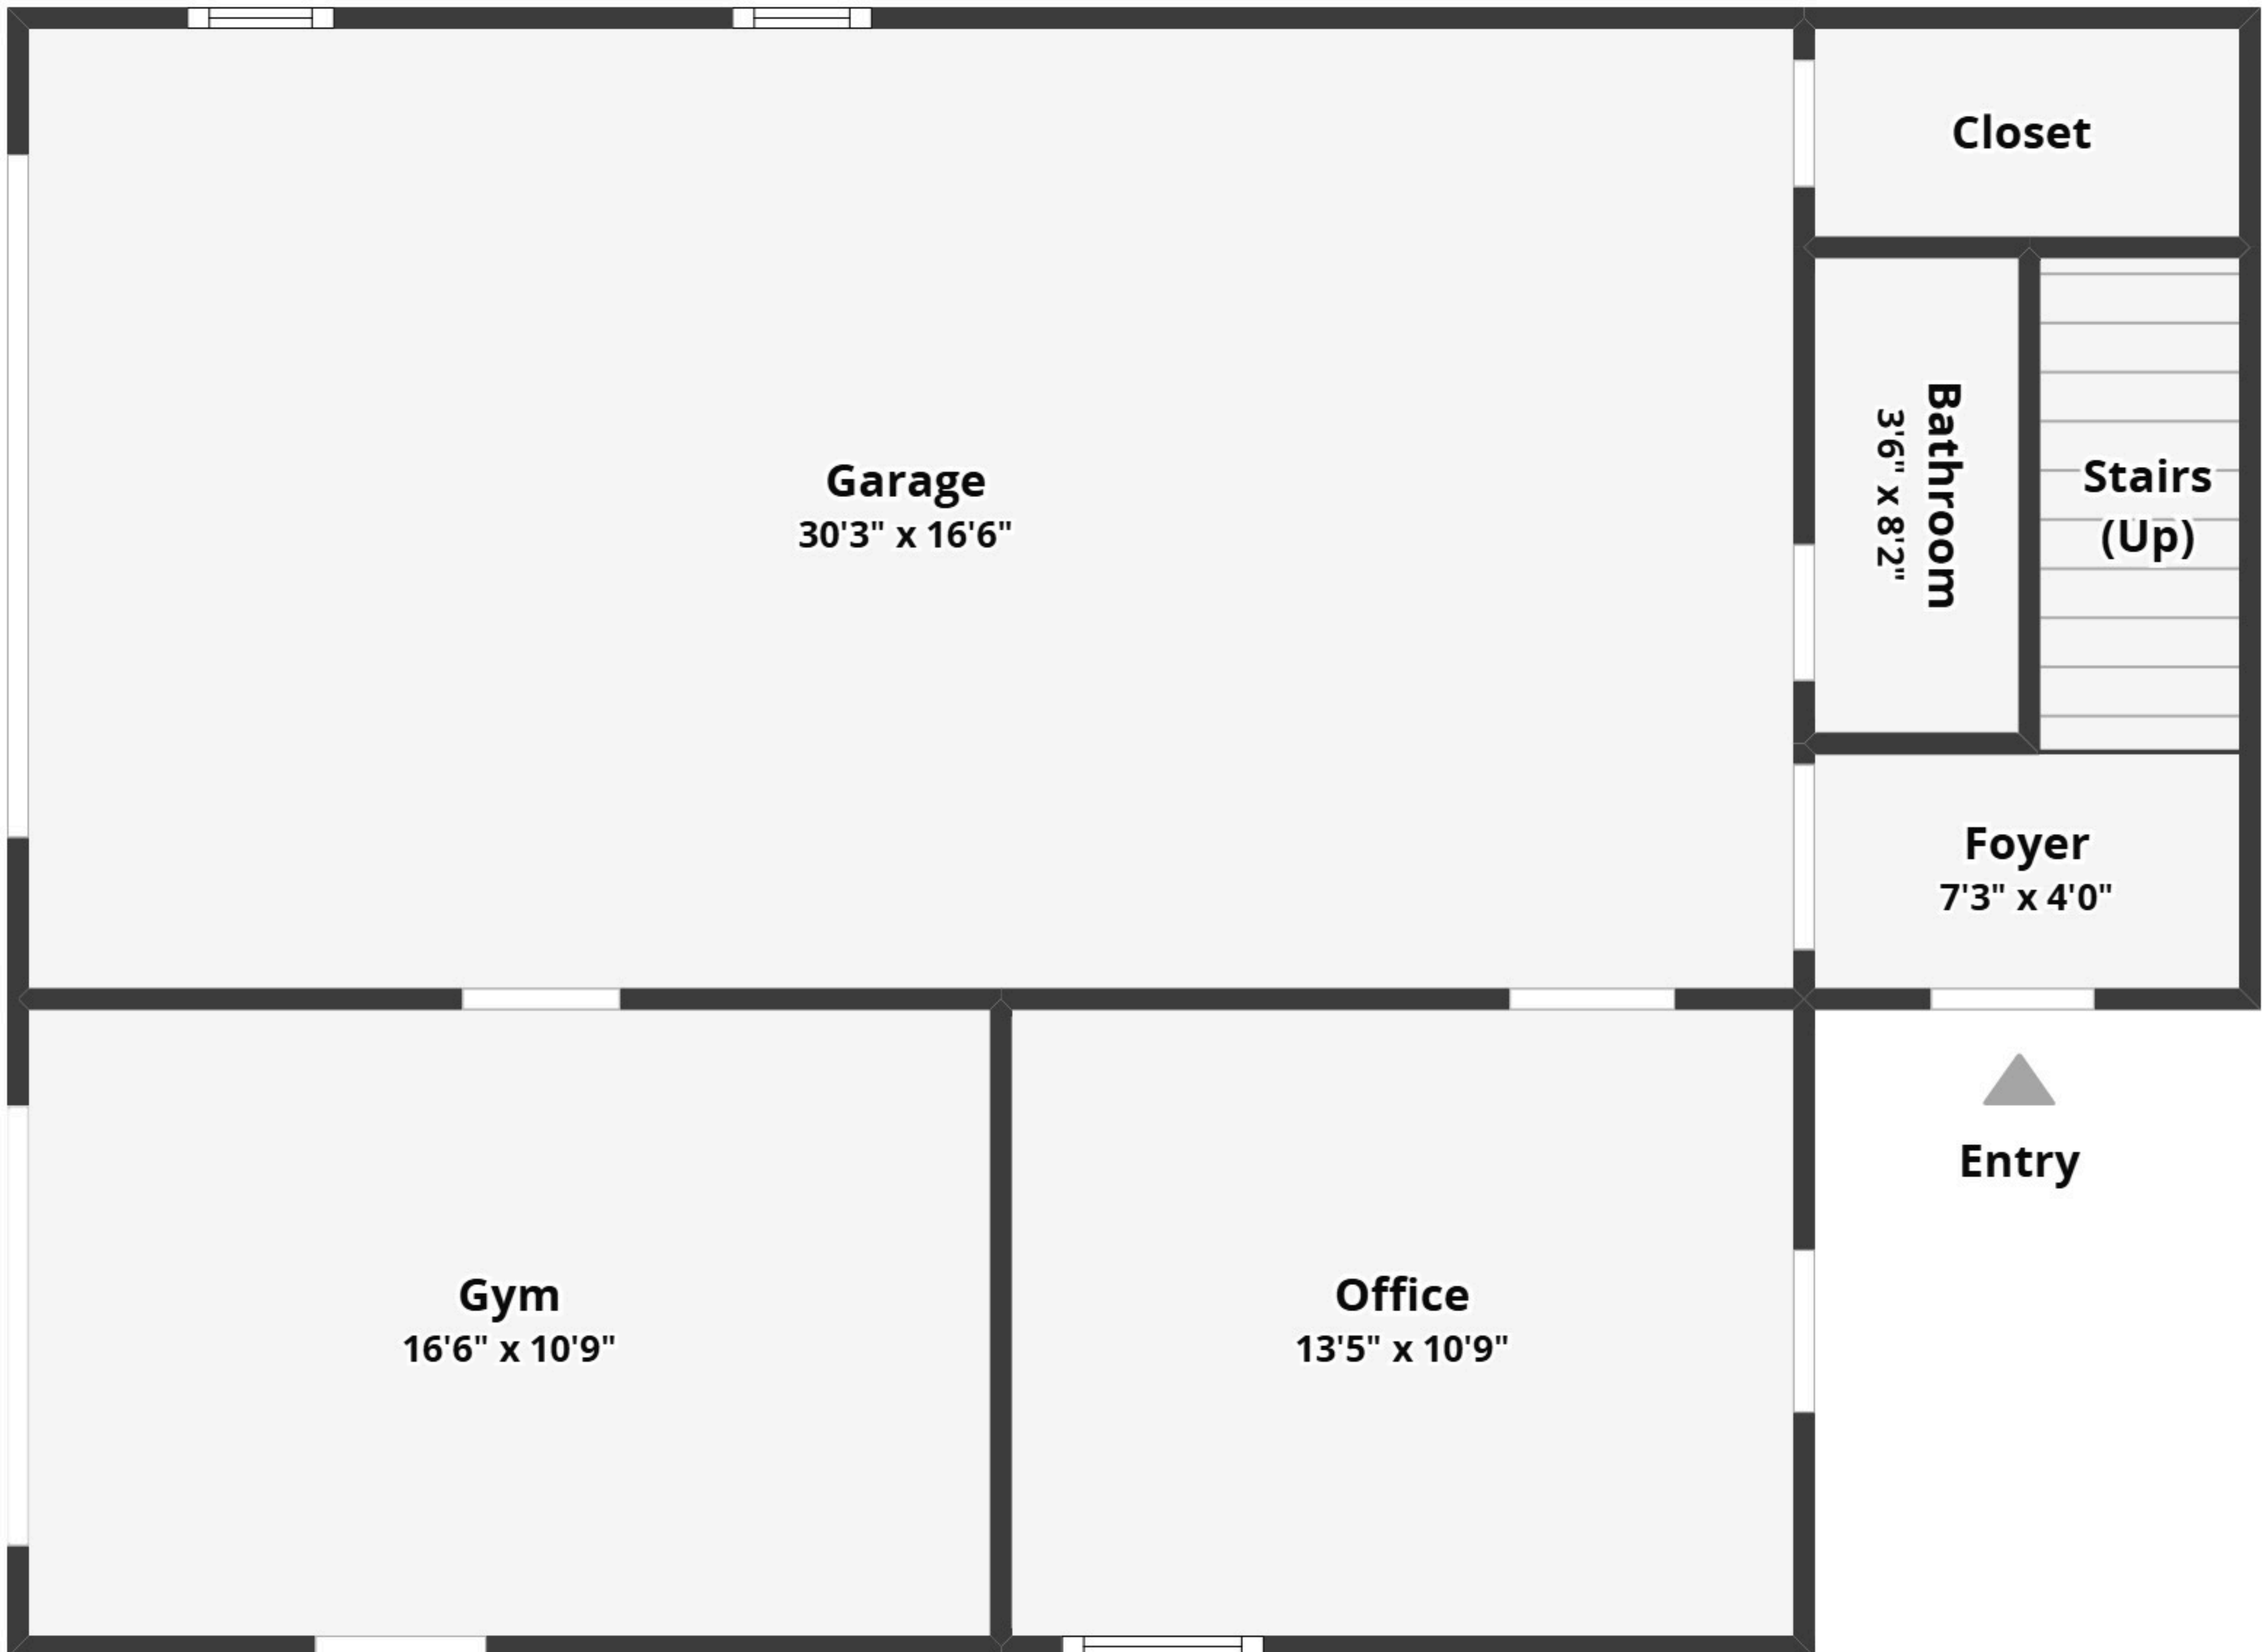 Closet
Garage
30'3" x 16'6"
Bathroom
3'6" x 8'2"
Stairs
(Up)
Foyer
7'3" x 4'0"
Entry
Gym
16'6" x 10'9"
Office
13'5" x 10'9"